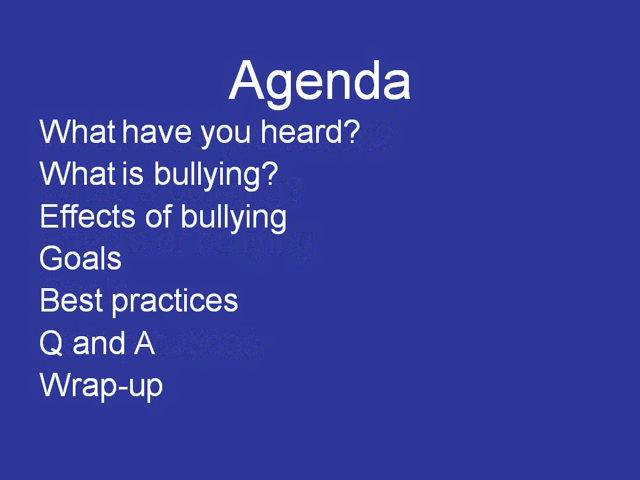 Agenda
What have you heard?
What is bullying?
Effects of bullying
Goals
Best practices
Q and A
Wrap-up